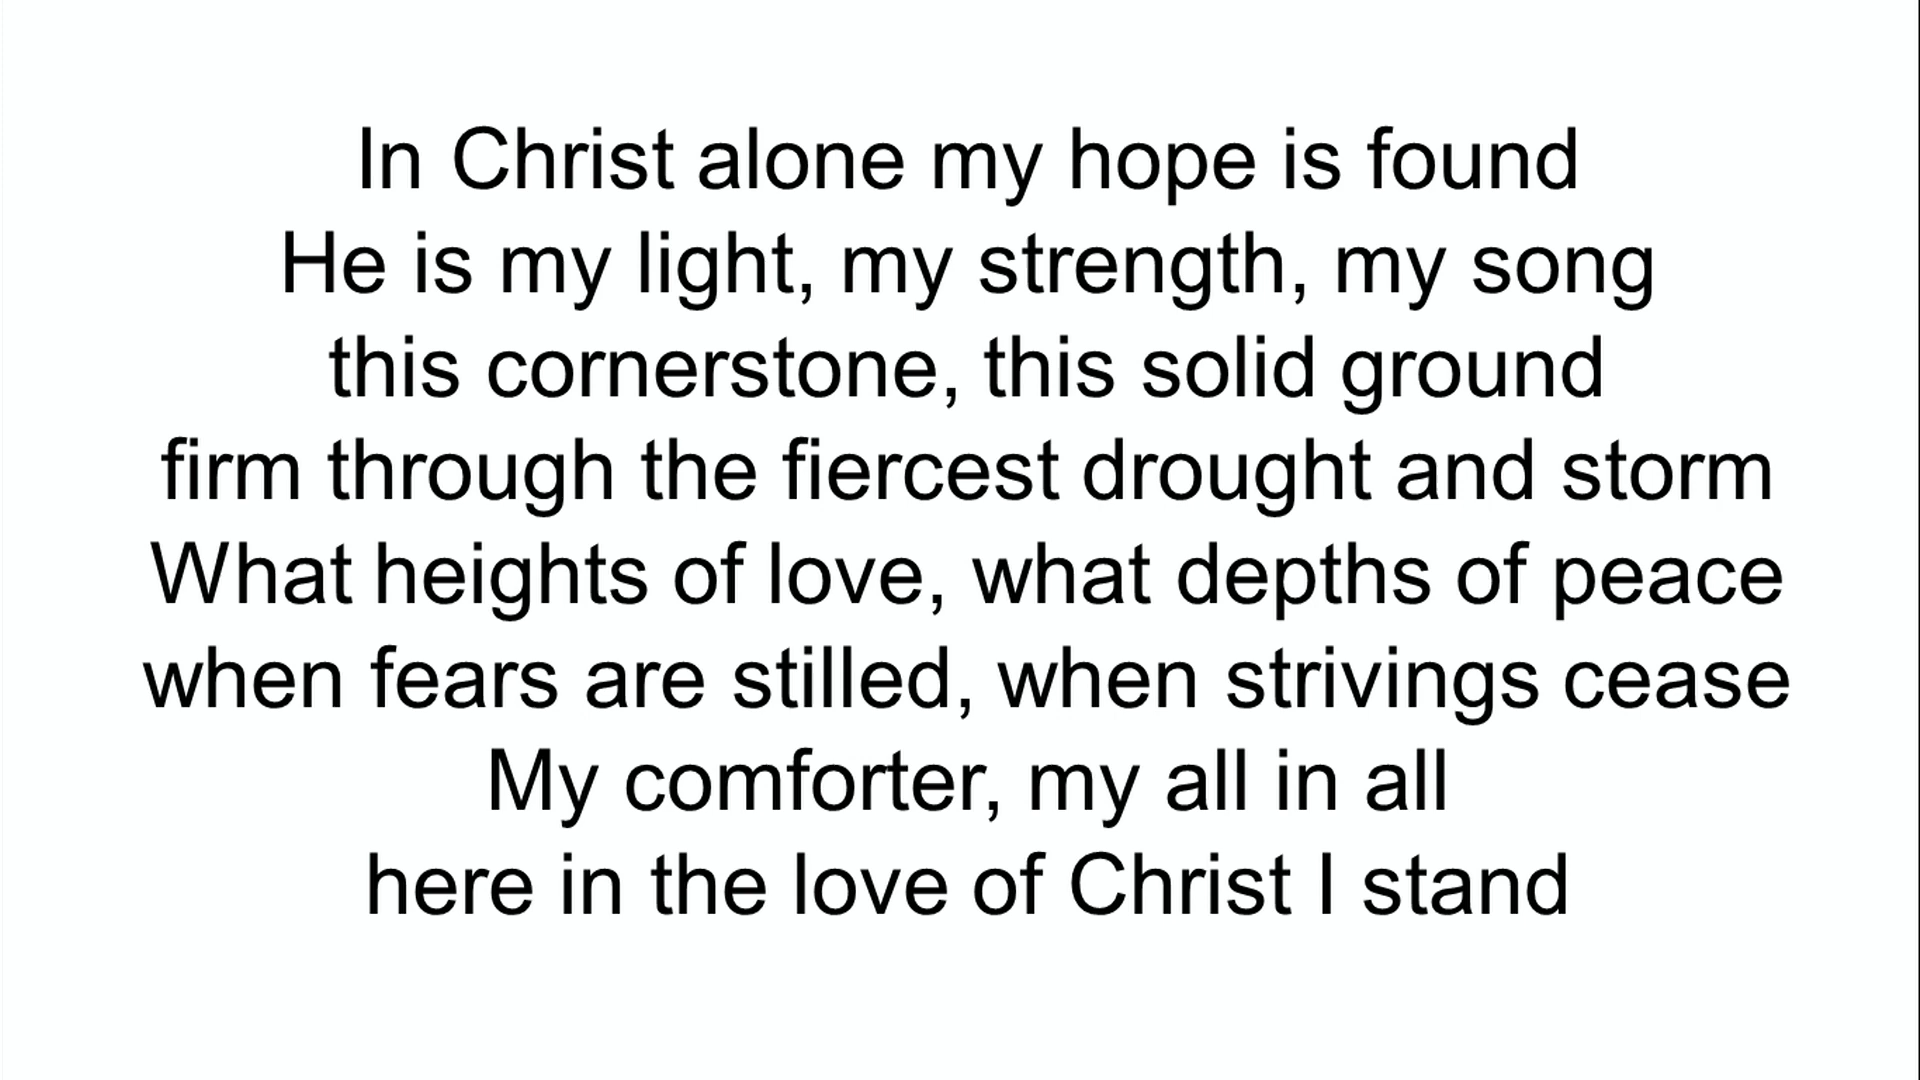 In Christ alone my hope is found
He is my light, my strength, my song
this cornerstone, this solid ground
firm through the fiercest drought and storm
What heights of love, what depths of peace
when fears are stilled, when strivings cease
My comforter, my all in all
here in the love of Christ I stand